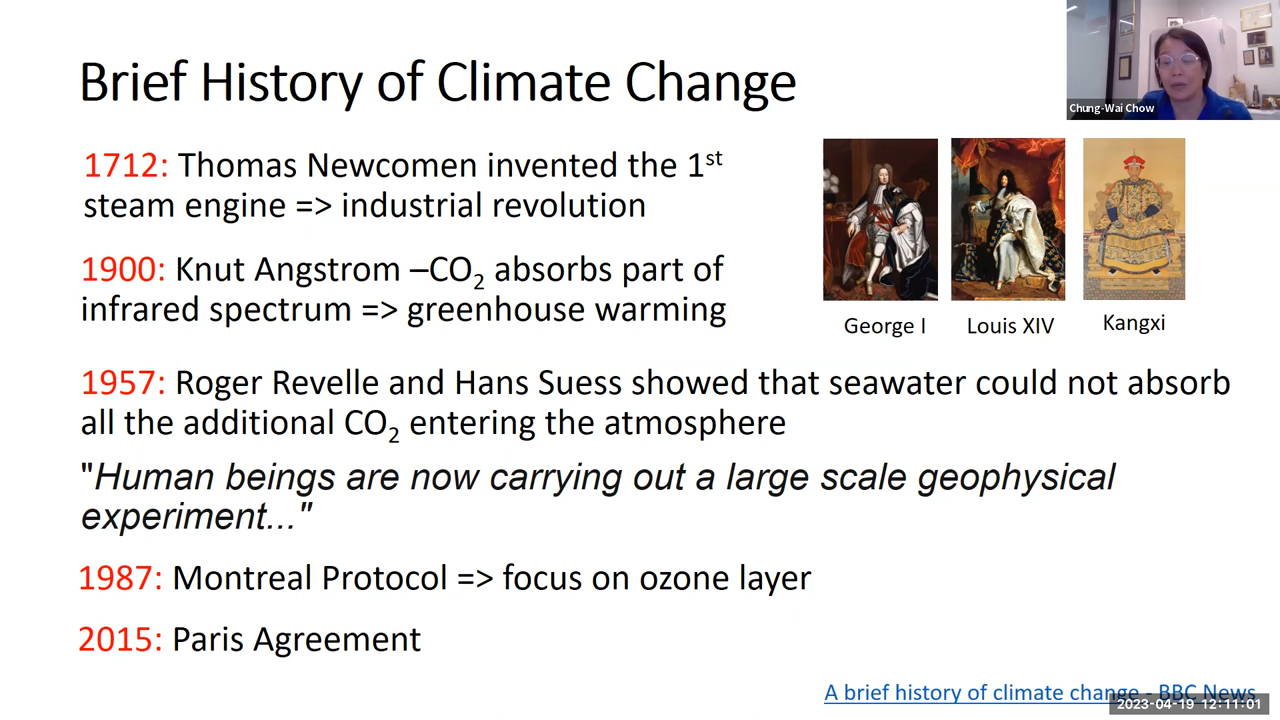 Brief History of Climate Change
Chung-Wai Chow
1712: Thomas Newcomen invented the 1st
steam engine => industrial revolution
1900: Knut Angstrom –CO2 absorbs part of
infrared spectrum => greenhouse warming
George I
Louis XIV
Kangxi
1957: Roger Revelle and Hans Suess showed that seawater could not absorb
all the additional CO2 entering the atmosphere
"Human beings are now carrying out a large scale geophysical
experiment..."
1987: Montreal Protocol => focus on ozone layer
2015: Paris Agreement
A brief history of climate change - BBC News
2023-04-19 12:11:01